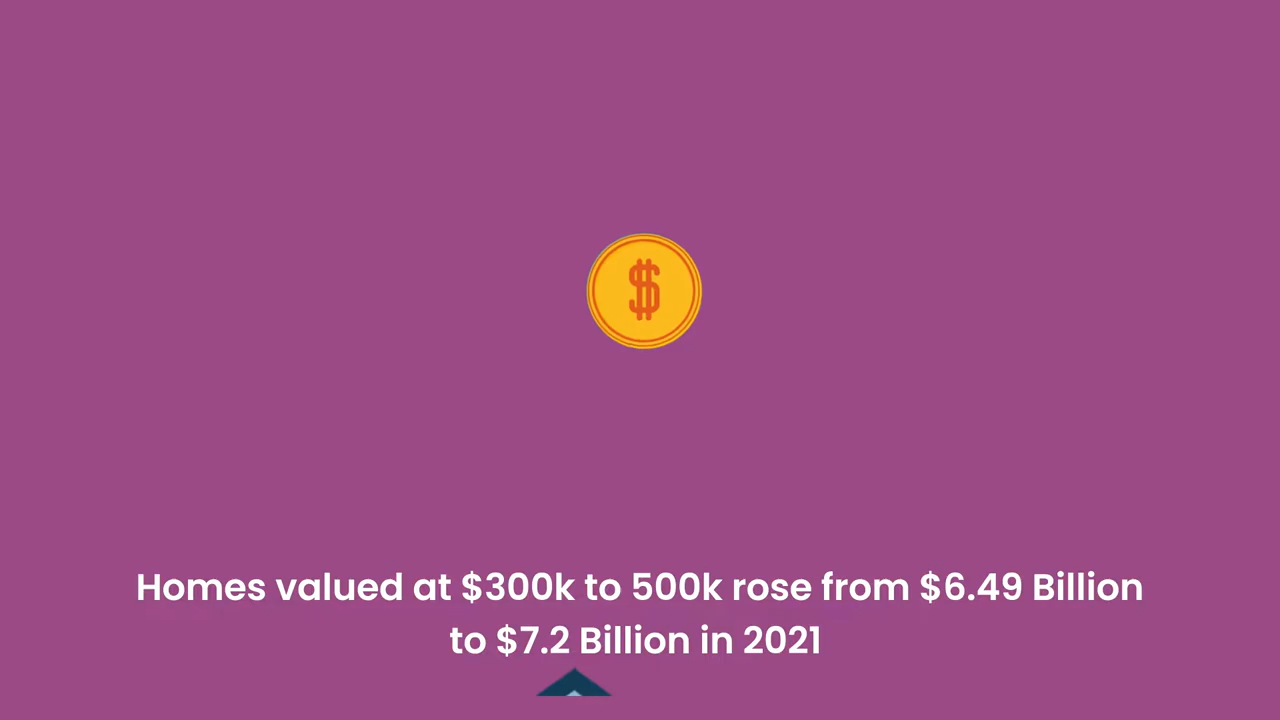 $
Homes valued at $300k to 500k rose from $6.49 Billion
to $7.2 Billion in 2021